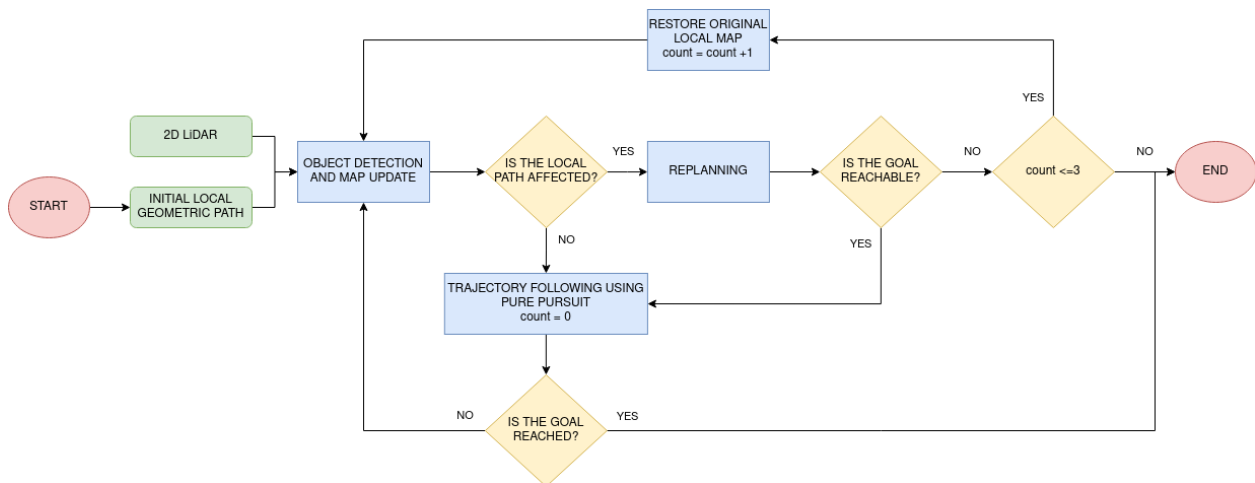 RESTORE ORIGINAL
LOCAL MAP
count = count +1
YES
2D LiDAR
START
INITIAL LOCAL
GEOMETRIC PATH
OBJECT DETECTION
AND MAP UPDATE
IS THE LOCAL
PATH AFFECTED?
YES
REPLANNING
IS THE GOAL
REACHABLE?
NO
count <=3
NO
END
NO
YES
TRAJECTORY FOLLOWING USING
PURE PURSUIT
count = 0
NO
IS THE GOAL
REACHED?
YES